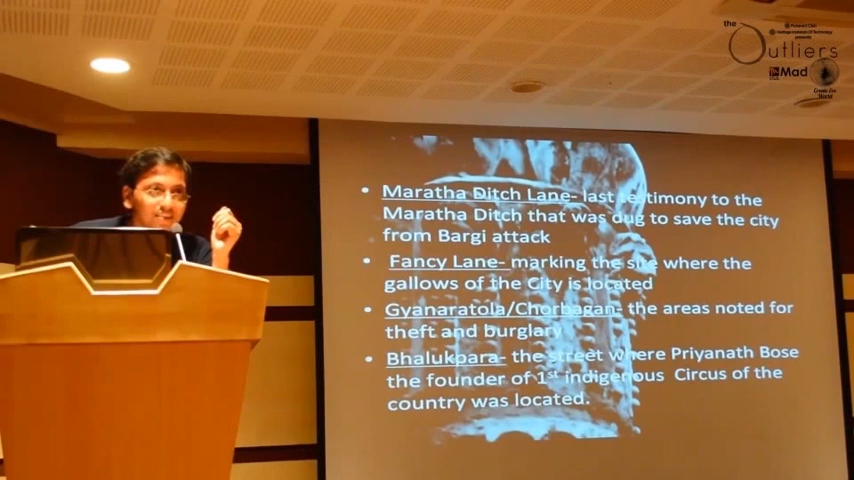 the
Outliers
presents
Mad
• Maratha Ditch Lane- last testimony to the
Maratha Ditch that was dug to save the city
from Bargi attack
• Fancy Lane- marking the site where the
gallows of the City is located
• Gyanaratola/Chorbagan- the areas noted for
theft and burglary
• Bhalukpara- the street where Priyanath Bose
the founder of 1st indigenous Circus of the
country was located.